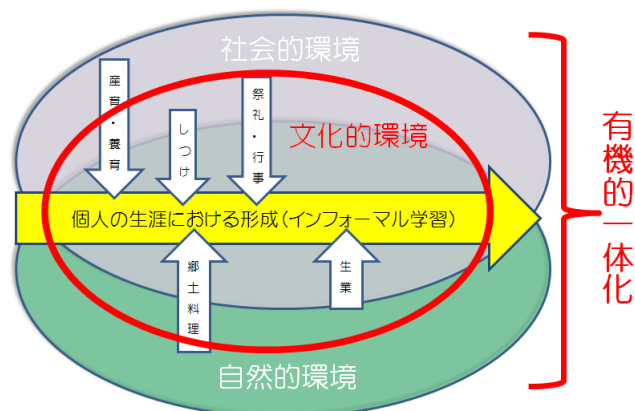 社会的環境
産育・養育
しつけ
祭礼・行事
文化的環境
個人の生涯における形成(インフォーマル学習)
郷土料理
生業
自然的環境
有機的一体化